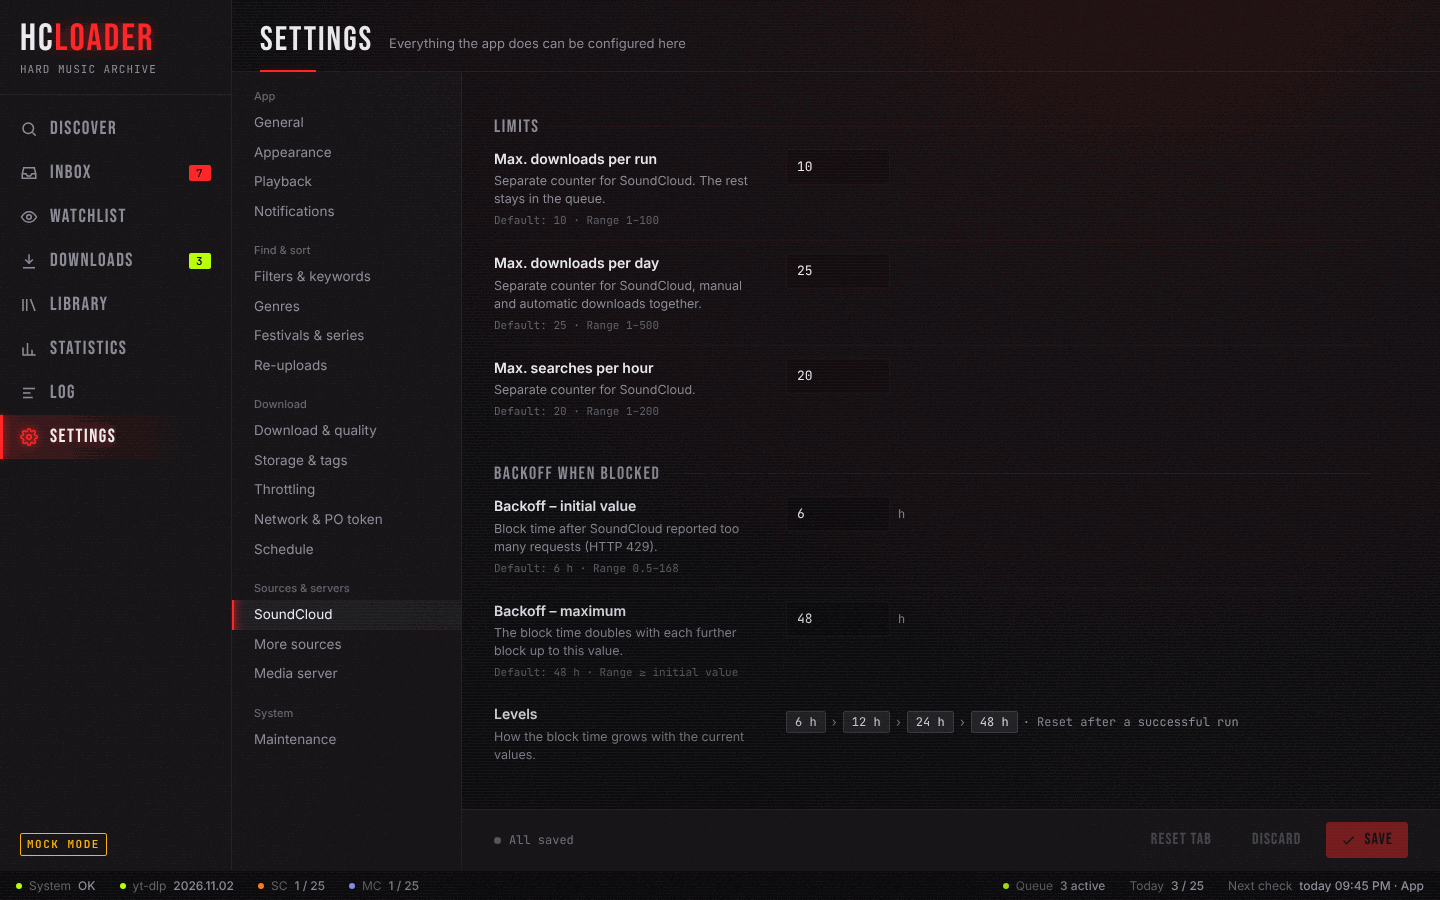 HCLOADER
HARD MUSIC ARCHIVE
DISCOVER
INBOX 7
WATCHLIST
DOWNLOADS 3
LIBRARY
STATISTICS
LOG
SETTINGS
MOCK MODE
SETTINGS Everything the app does can be configured here
App
General
Appearance
Playback
Notifications
Find & sort
Filters & keywords
Genres
Festivals & series
Re-uploads
Download
Download & quality
Storage & tags
Throttling
Network & PO token
Schedule
Sources & servers
SoundCloud
More sources
Media server
System
Maintenance
LIMITS
Max. downloads per run
10
Separate counter for SoundCloud. The rest
stays in the queue.
Default: 10 · Range 1–100
Max. downloads per day
25
Separate counter for SoundCloud, manual
and automatic downloads together.
Default: 25 · Range 1–500
Max. searches per hour
20
Separate counter for SoundCloud.
Default: 20 · Range 1–200
BACKOFF WHEN BLOCKED
Backoff – initial value
6 h
Block time after SoundCloud reported too
many requests (HTTP 429).
Default: 6 h · Range 0.5–168
Backoff – maximum
48 h
The block time doubles with each further
block up to this value.
Default: 48 h · Range ≥ initial value
Levels
6 h › 12 h › 24 h › 48 h · Reset after a successful run
How the block time grows with the current
values.
All saved RESET TAB DISCARD SAVE
System OK yt-dlp 2026.11.02 SC 1 / 25 MC 1 / 25 Queue 3 active Today 3 / 25 Next check today 09:45 PM · App